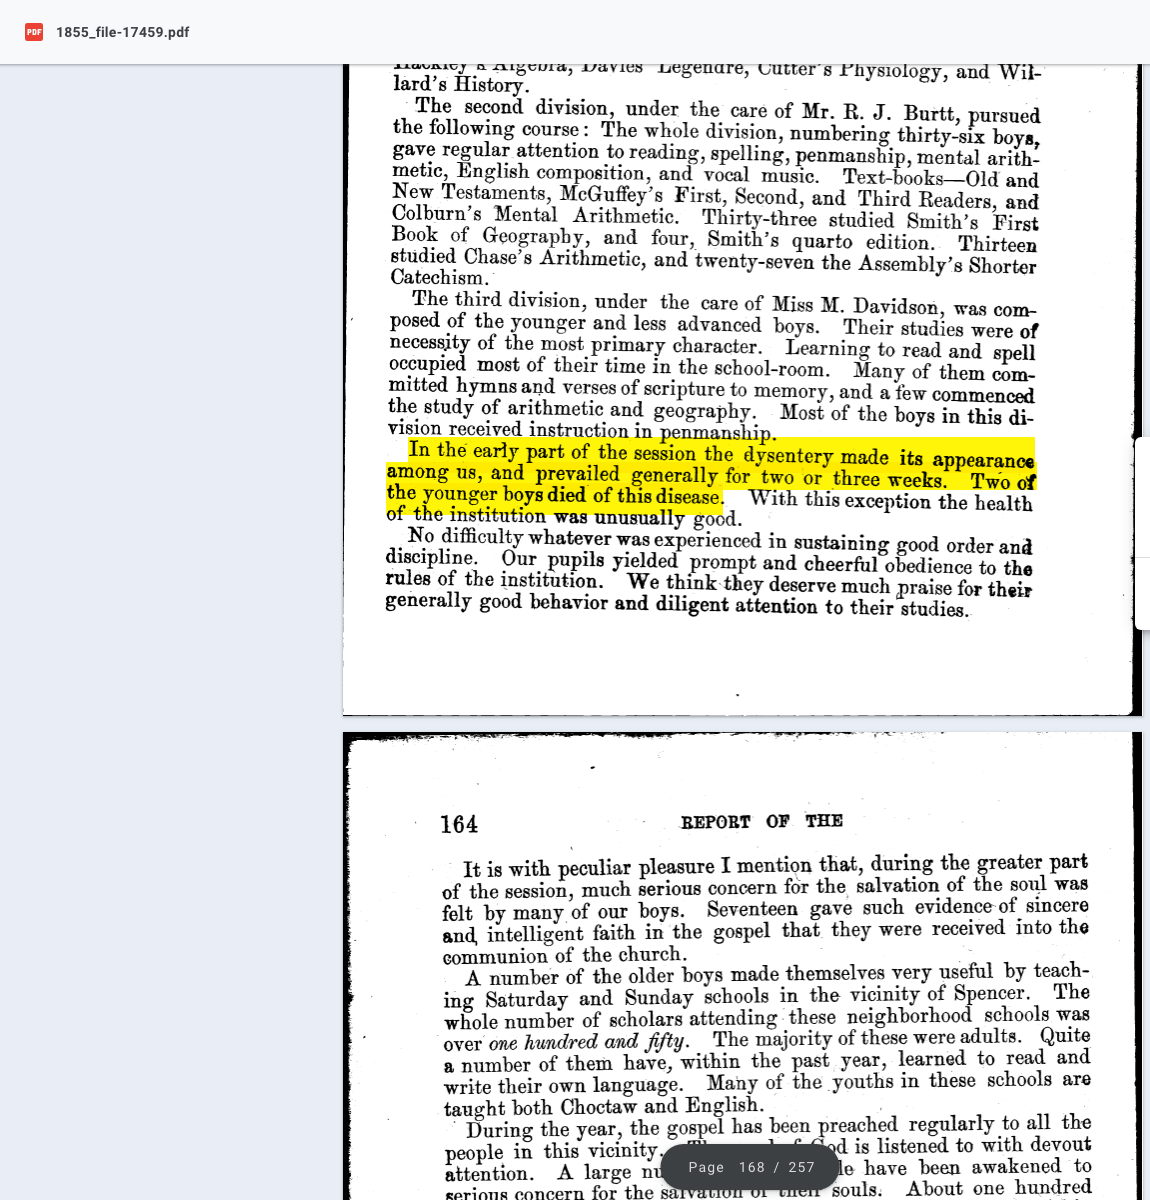 PDF 1855_file-17459.pdf
Hackley's Algebra, Davies' Legendre, Cutter's Physiology, and Wil-
lard's History.
The second division, under the care of Mr. R. J. Burtt, pursued
the following course: The whole division, numbering thirty-six boys,
gave regular attention to reading, spelling, penmanship, mental arith-
metic, English composition, and vocal music. Text-books—Old and
New Testaments, McGuffey's First, Second, and Third Readers, and
Colburn's Mental Arithmetic. Thirty-three studied Smith's First
Book of Geography, and four, Smith's quarto edition. Thirteen
studied Chase's Arithmetic, and twenty-seven the Assembly's Shorter
Catechism.
The third division, under the care of Miss M. Davidson, was com-
posed of the younger and less advanced boys. Their studies were of
necessity of the most primary character. Learning to read and spell
occupied most of their time in the school-room. Many of them com-
mitted hymns and verses of scripture to memory, and a few commenced
the study of arithmetic and geography. Most of the boys in this di-
vision received instruction in penmanship.
In the early part of the session the dysentery made its appearance
among us, and prevailed generally for two or three weeks. Two of
the younger boys died of this disease. With this exception the health
of the institution was unusually good.
No difficulty whatever was experienced in sustaining good order and
discipline. Our pupils yielded prompt and cheerful obedience to the
rules of the institution. We think they deserve much praise for their
generally good behavior and diligent attention to their studies.
164 REPORT OF THE
It is with peculiar pleasure I mention that, during the greater part
of the session, much serious concern for the salvation of the soul was
felt by many of our boys. Seventeen gave such evidence of sincere
and intelligent faith in the gospel that they were received into the
communion of the church.
A number of the older boys made themselves very useful by teach-
ing Saturday and Sunday schools in the vicinity of Spencer. The
whole number of scholars attending these neighborhood schools was
over one hundred and fifty. The majority of these were adults. Quite
a number of them have, within the past year, learned to read and
write their own language. Many of the youths in these schools are
taught both Choctaw and English.
During the year, the gospel has been preached regularly to all the
people in this vicinity. God is listened to with devout
attention. A large have been awakened to
serious concern for the salvation of their souls. About one hundred
Page 168 / 257